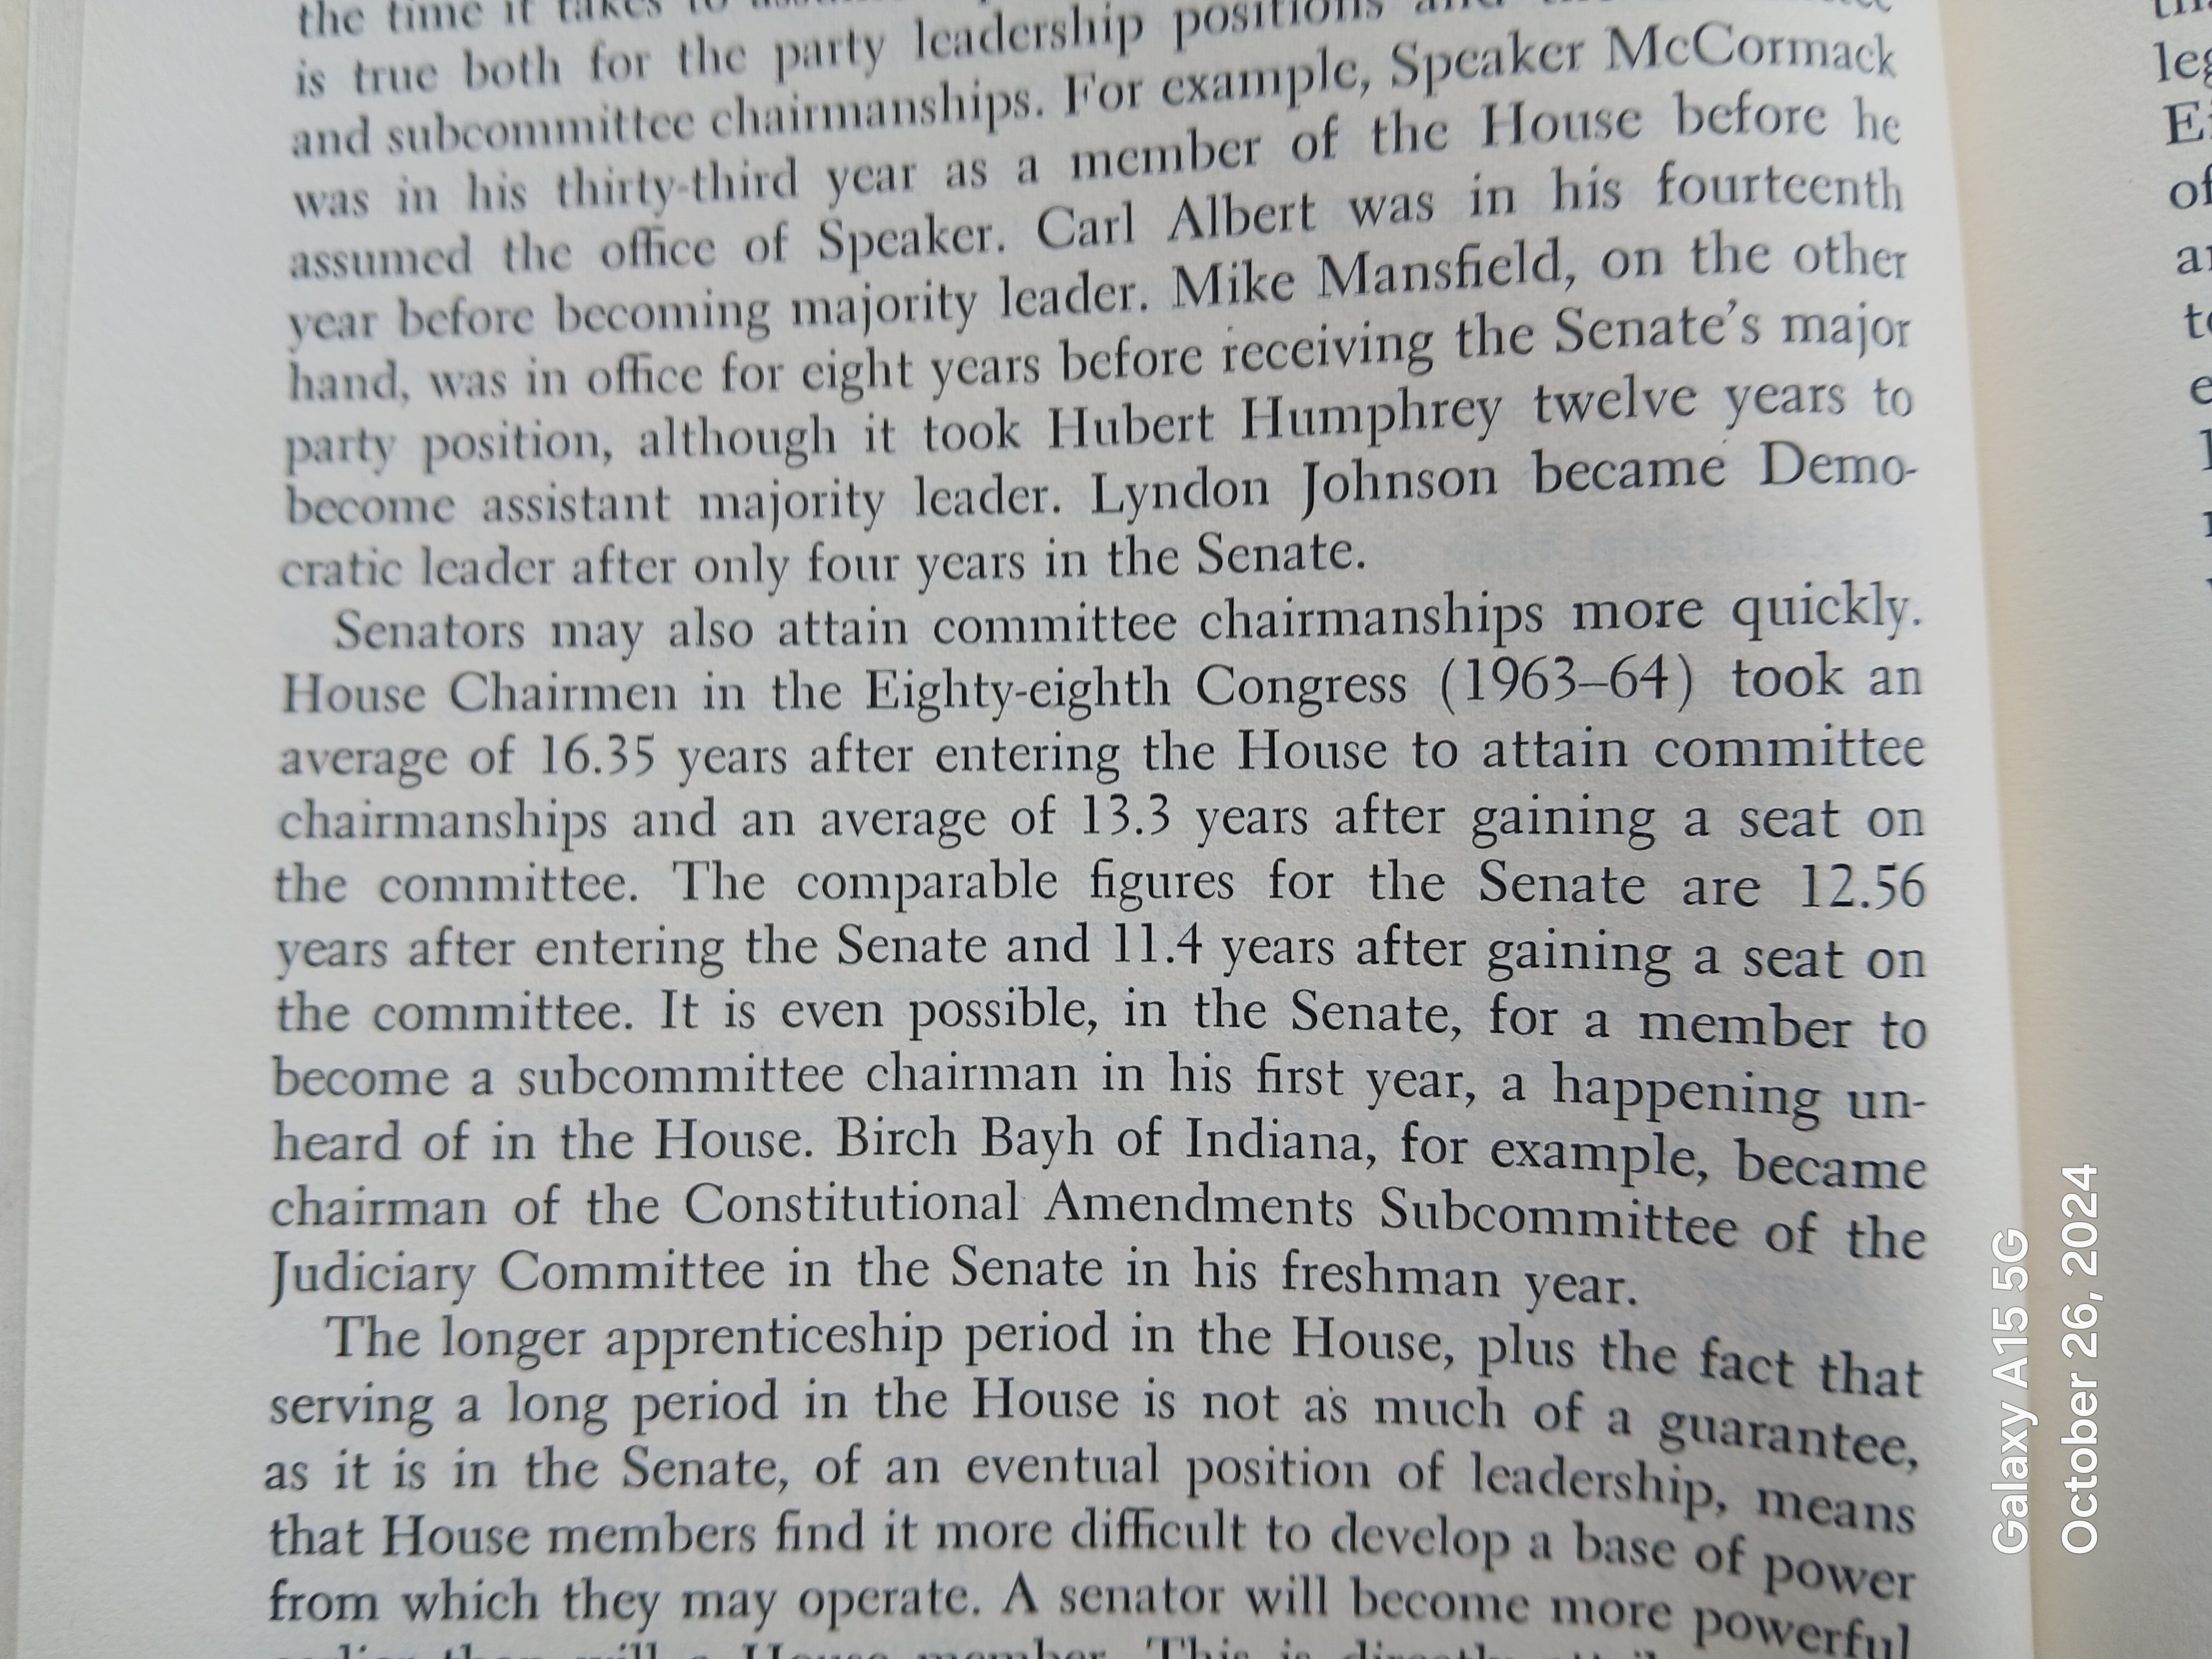 the time it takes to
is true both for the party leadership positions and
and subcommittee chairmanships. For example, Speaker McCormack
was in his thirty-third year as a member of the House before he
assumed the office of Speaker. Carl Albert was in his fourteenth
year before becoming majority leader. Mike Mansfield, on the other
hand, was in office for eight years before receiving the Senate's major
party position, although it took Hubert Humphrey twelve years to
become assistant majority leader. Lyndon Johnson became Demo-
cratic leader after only four years in the Senate.
Senators may also attain committee chairmanships more quickly.
House Chairmen in the Eighty-eighth Congress (1963–64) took an
average of 16.35 years after entering the House to attain committee
chairmanships and an average of 13.3 years after gaining a seat on
the committee. The comparable figures for the Senate are 12.56
years after entering the Senate and 11.4 years after gaining a seat on
the committee. It is even possible, in the Senate, for a member to
become a subcommittee chairman in his first year, a happening un-
heard of in the House. Birch Bayh of Indiana, for example, became
chairman of the Constitutional Amendments Subcommittee of the
Judiciary Committee in the Senate in his freshman year.
The longer apprenticeship period in the House, plus the fact that
serving a long period in the House is not as much of a guarantee,
as it is in the Senate, of an eventual position of leadership, means
that House members find it more difficult to develop a base of power
from which they may operate. A senator will become more powerful
will a House member. This is directly
Galaxy A15 5G
October 26, 2024